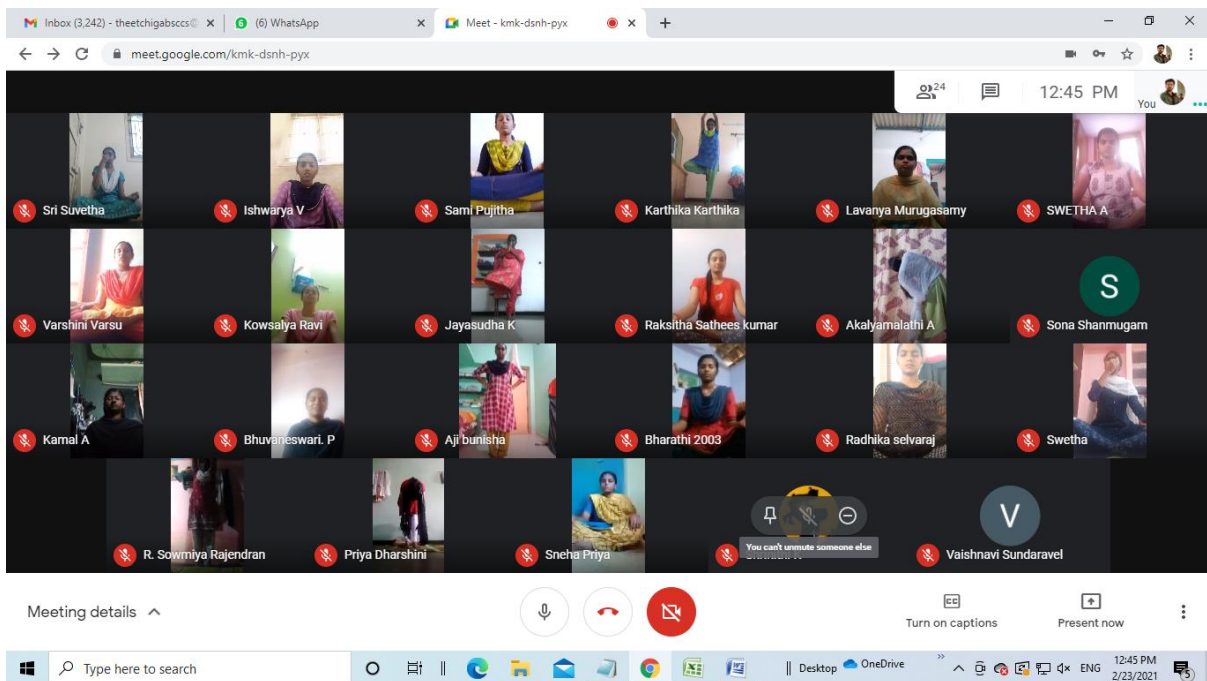 Inbox (3,242) - theetchigabsccs
(6) WhatsApp
Meet - kmk-dsnh-pyx
meet.google.com/kmk-dsnh-pyx
24
12:45 PM
You
Sri Suvetha
Ishwarya V
Sami Pujitha
Karthika Karthika
Lavanya Murugasamy
SWETHA A
Varshini Varsu
Kowsalya Ravi
Jayasudha K
Raksitha Sathees kumar
Akalyamalathi A
S
Sona Shanmugam
Kamal A
Bhuvaneswari. P
Aji bunisha
Bharathi 2003
Radhika selvaraj
Swetha
R. Sowmiya Rajendran
Priya Dharshini
Sneha Priya
You can't unmute someone else
V
Vaishnavi Sundaravel
Meeting details
Turn on captions
Present now
Type here to search
Desktop
OneDrive
ENG
12:45 PM
2/23/2021
5